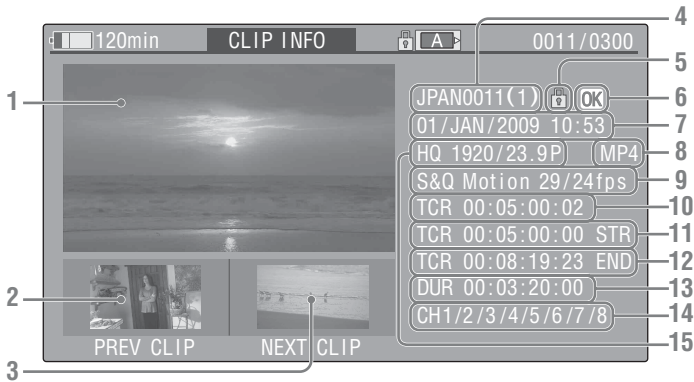 4
120min CLIP INFO A 0011/0300
5
1 JPAN0011(1) OK 6
01/JAN/2009 10:53 7
HQ 1920/23.9P MP4 8
S&Q Motion 29/24fps 9
TCR 00:05:00:02 10
TCR 00:05:00:00 STR 11
TCR 00:08:19:23 END 12
2 DUR 00:03:20:00 13
CH1/2/3/4/5/6/7/8 14
PREV CLIP NEXT CLIP 15
3